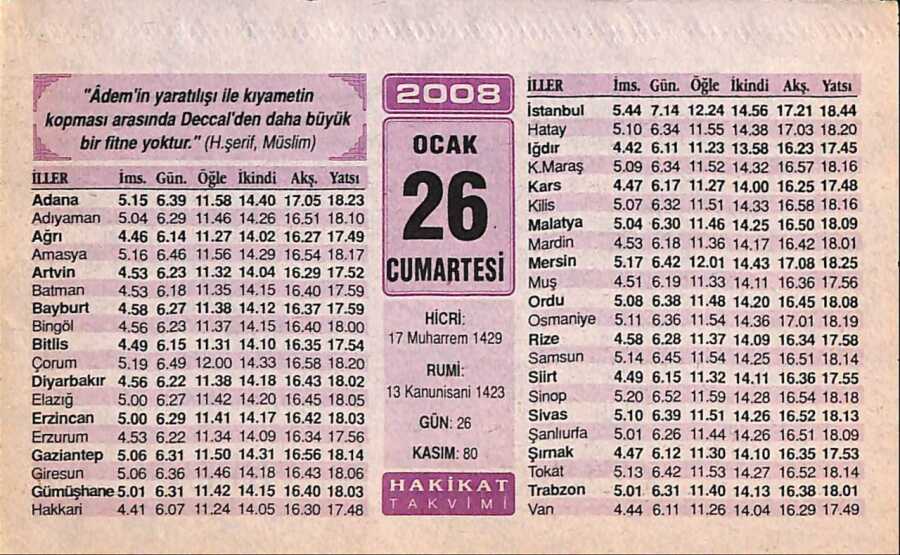 "Âdem'in yaratılışı ile kıyametin
kopması arasında Deccal'den daha büyük
bir fitne yoktur." (H.şerif, Müslim)
İLLER İms. Gün. Öğle İkindi Akş. Yatsı
Adana 5.15 6.39 11.58 14.40 17.05 18.23
Adıyaman 5.04 6.29 11.46 14.26 16.51 18.10
Ağrı 4.46 6.14 11.27 14.02 16.27 17.49
Amasya 5.16 6.46 11.56 14.29 16.54 18.17
Artvin 4.53 6.23 11.32 14.04 16.29 17.52
Batman 4.53 6.18 11.35 14.15 16.40 17.59
Bayburt 4.58 6.27 11.38 14.12 16.37 17.59
Bingöl 4.56 6.23 11.37 14.15 16.40 18.00
Bitlis 4.49 6.15 11.31 14.10 16.35 17.54
Çorum 5.19 6.49 12.00 14.33 16.58 18.20
Diyarbakır 4.56 6.22 11.38 14.18 16.43 18.02
Elazığ 5.00 6.27 11.42 14.20 16.45 18.05
Erzincan 5.00 6.29 11.41 14.17 16.42 18.03
Erzurum 4.53 6.22 11.34 14.09 16.34 17.56
Gaziantep 5.06 6.31 11.50 14.31 16.56 18.14
Giresun 5.06 6.36 11.46 14.18 16.43 18.06
Gümüşhane 5.01 6.31 11.42 14.15 16.40 18.03
Hakkari 4.41 6.07 11.24 14.05 16.30 17.48
2008
OCAK
26
CUMARTESİ
HİCRİ:
17 Muharrem 1429
RUMİ:
13 Kanunisani 1423
GÜN: 26
KASIM: 80
HAKİKAT
TAKVİMİ
İLLER İms. Gün. Öğle İkindi Akş. Yatsı
İstanbul 5.44 7.14 12.24 14.56 17.21 18.44
Hatay 5.10 6.34 11.55 14.38 17.03 18.20
Iğdır 4.42 6.11 11.23 13.58 16.23 17.45
K.Maraş 5.09 6.34 11.52 14.32 16.57 18.16
Kars 4.47 6.17 11.27 14.00 16.25 17.48
Kilis 5.07 6.32 11.51 14.33 16.58 18.16
Malatya 5.04 6.30 11.46 14.25 16.50 18.09
Mardin 4.53 6.18 11.36 14.17 16.42 18.01
Mersin 5.17 6.42 12.01 14.43 17.08 18.25
Muş 4.51 6.19 11.33 14.11 16.36 17.56
Ordu 5.08 6.38 11.48 14.20 16.45 18.08
Osmaniye 5.11 6.36 11.54 14.36 17.01 18.19
Rize 4.58 6.28 11.37 14.09 16.34 17.58
Samsun 5.14 6.45 11.54 14.25 16.51 18.14
Siirt 4.49 6.15 11.32 14.11 16.36 17.55
Sinop 5.20 6.52 11.59 14.28 16.54 18.18
Sivas 5.10 6.39 11.51 14.26 16.52 18.13
Şanlıurfa 5.01 6.26 11.44 14.26 16.51 18.09
Şırnak 4.47 6.12 11.30 14.10 16.35 17.53
Tokat 5.13 6.42 11.53 14.27 16.52 18.14
Trabzon 5.01 6.31 11.40 14.13 16.38 18.01
Van 4.44 6.11 11.26 14.04 16.29 17.49